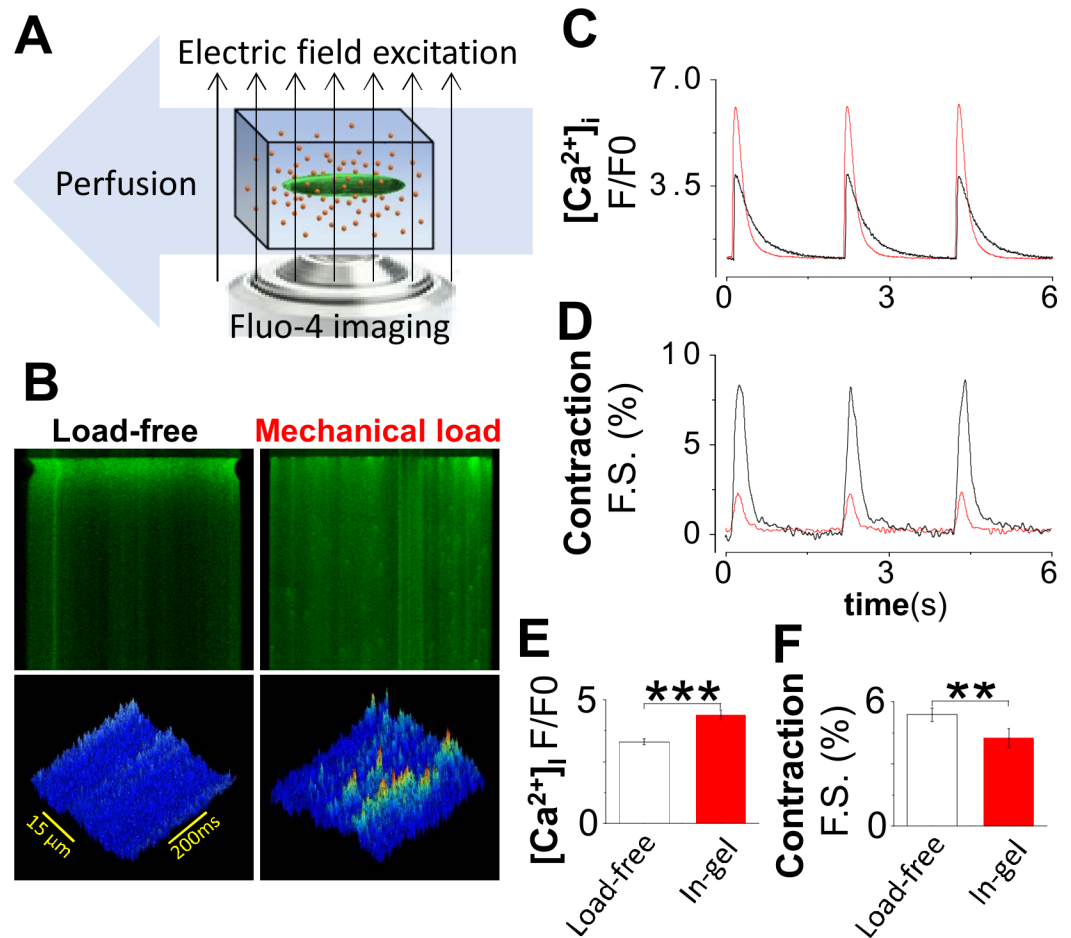 A
Electric field excitation
Perfusion
Fluo-4 imaging
B
Load-free
Mechanical load
15 µm
200ms
C
[Ca²⁺]i
F/F0
7.0
3.5
0
3
6
D
Contraction
F.S. (%)
10
5
0
0
3
6
time(s)
E
[Ca²⁺]I F/F0
5
0
***
Load-free
In-gel
F
Contraction
F.S. (%)
6
0
**
Load-free
In-gel